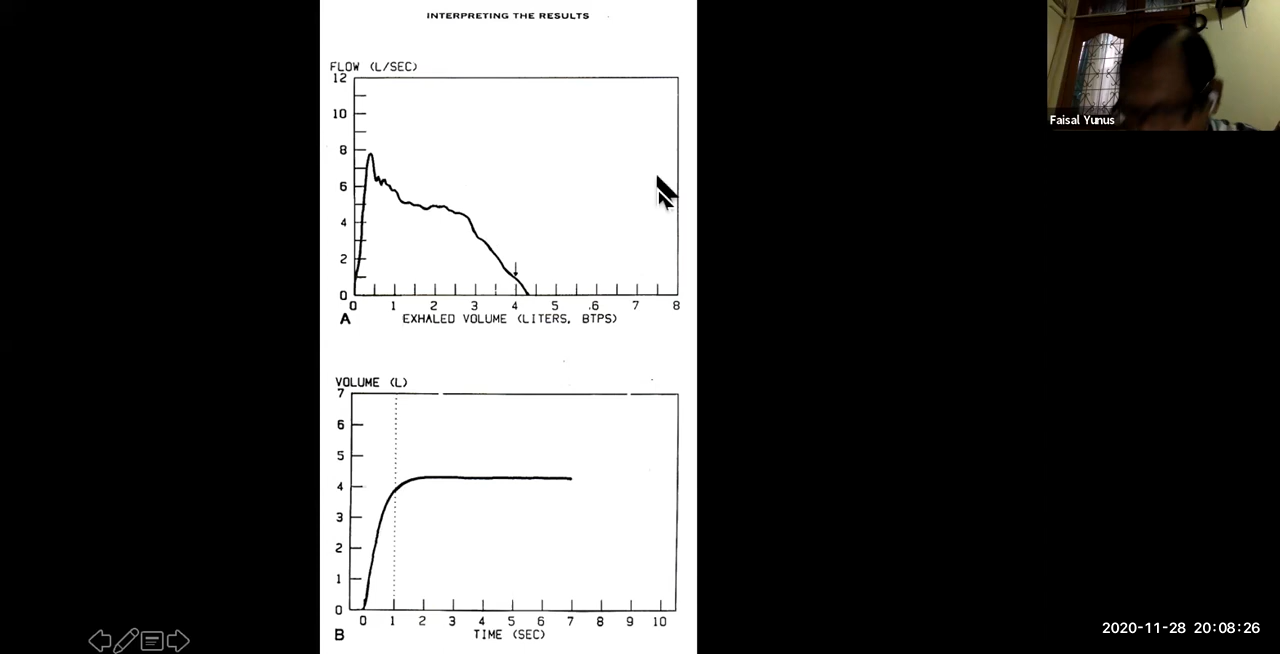 INTERPRETING THE RESULTS
FLOW (L/SEC)
12
10
8
6
4
2
0
0 1 2 3 4 5 .6 7 8
A EXHALED VOLUME (LITERS, BTPS)
VOLUME (L)
7
6
5
4
3
2
1
0
0 1 2 3 4 5 6 7 8 9 10
B TIME (SEC)
Faisal Yunus
2020-11-28 20:08:26